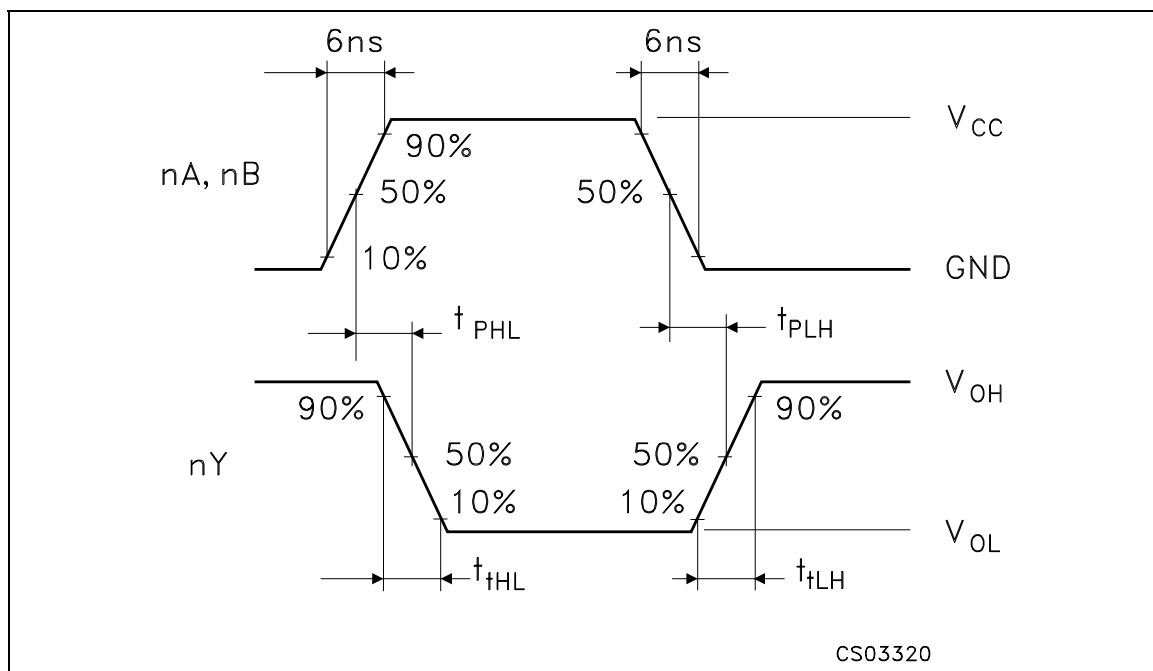 6ns 6ns
V CC
90%
nA, nB 50% 50%
10% GND
t PHL t PLH
V OH
90% 90%
nY 50% 50%
10% 10%
V OL
t tHL t tLH
CS03320